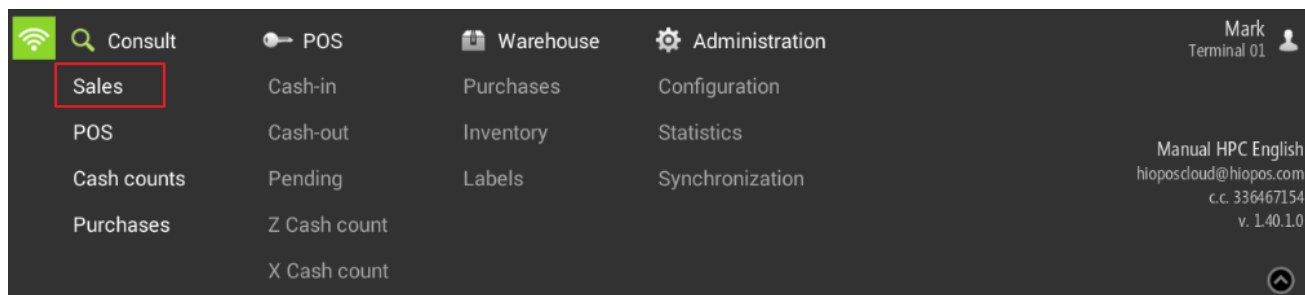 Consult
Sales
POS
Cash counts
Purchases
POS
Cash-in
Cash-out
Pending
Z Cash count
X Cash count
Warehouse
Purchases
Inventory
Labels
Administration
Configuration
Statistics
Synchronization
Mark
Terminal 01
Manual HPC English
hioposcloud@hiopos.com
c.c. 336467154
v. 1.40.1.0